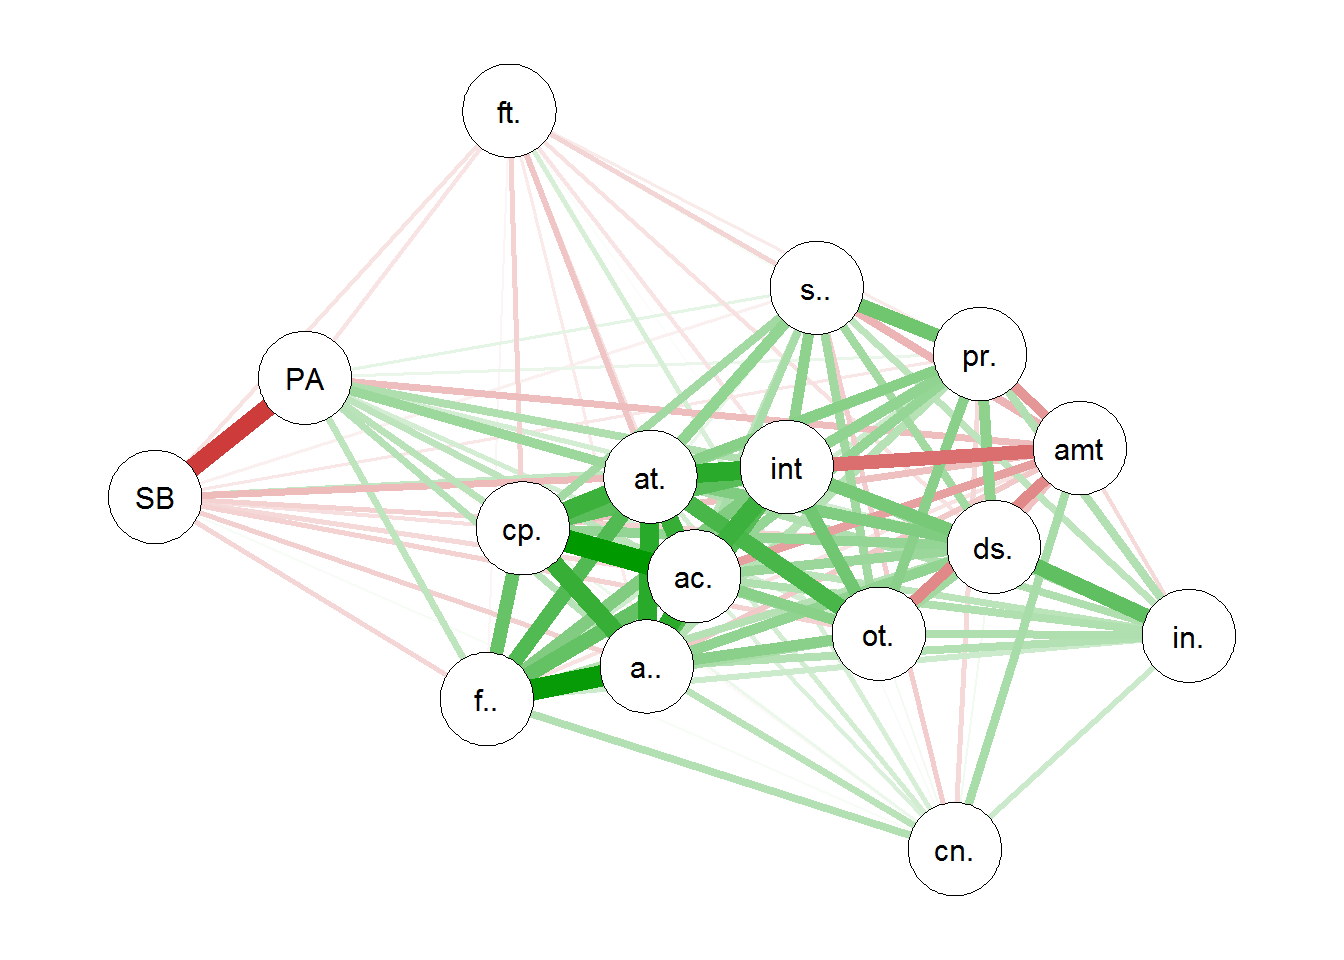 ft.
s..
pr.
PA
amt
int
at.
SB
cp.
ds.
ac.
ot.
in.
a..
f..
cn.